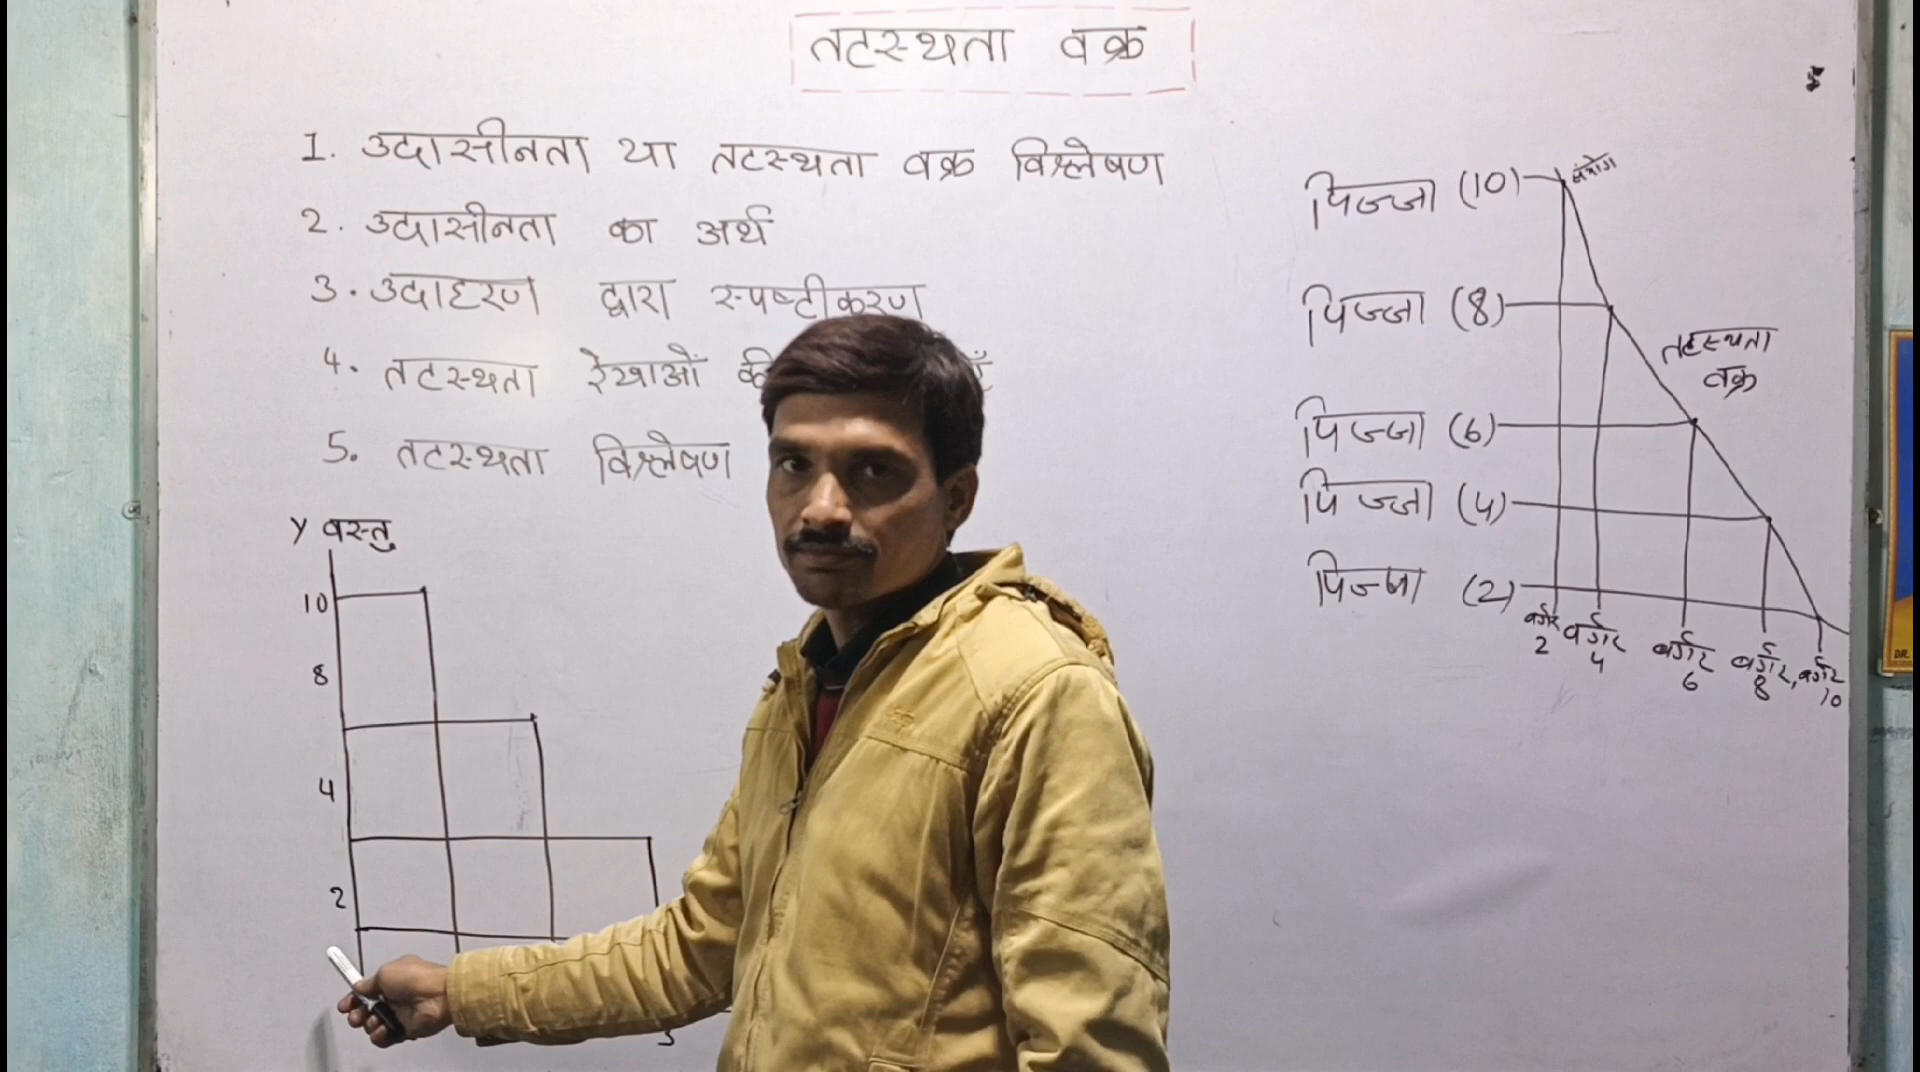 तटस्थता वक्र
1. उदासीनता या तटस्थता वक्र विश्लेषण
2. उदासीनता का अर्थ
3. उदाहरण द्वारा स्पष्टीकरण
4. तटस्थता रेखाओं की
5. तटस्थता विश्लेषण
Y वस्तु
10
8
4
2
पिज्जा (10) संयोग
पिज्जा (8)
तटस्थता
वक्र
पिज्जा (6)
पिज्जा (4)
पिज्जा (2)
बर्गर 2
बर्गर 4
बर्गर 6
बर्गर 8,
बर्गर 10
DR.